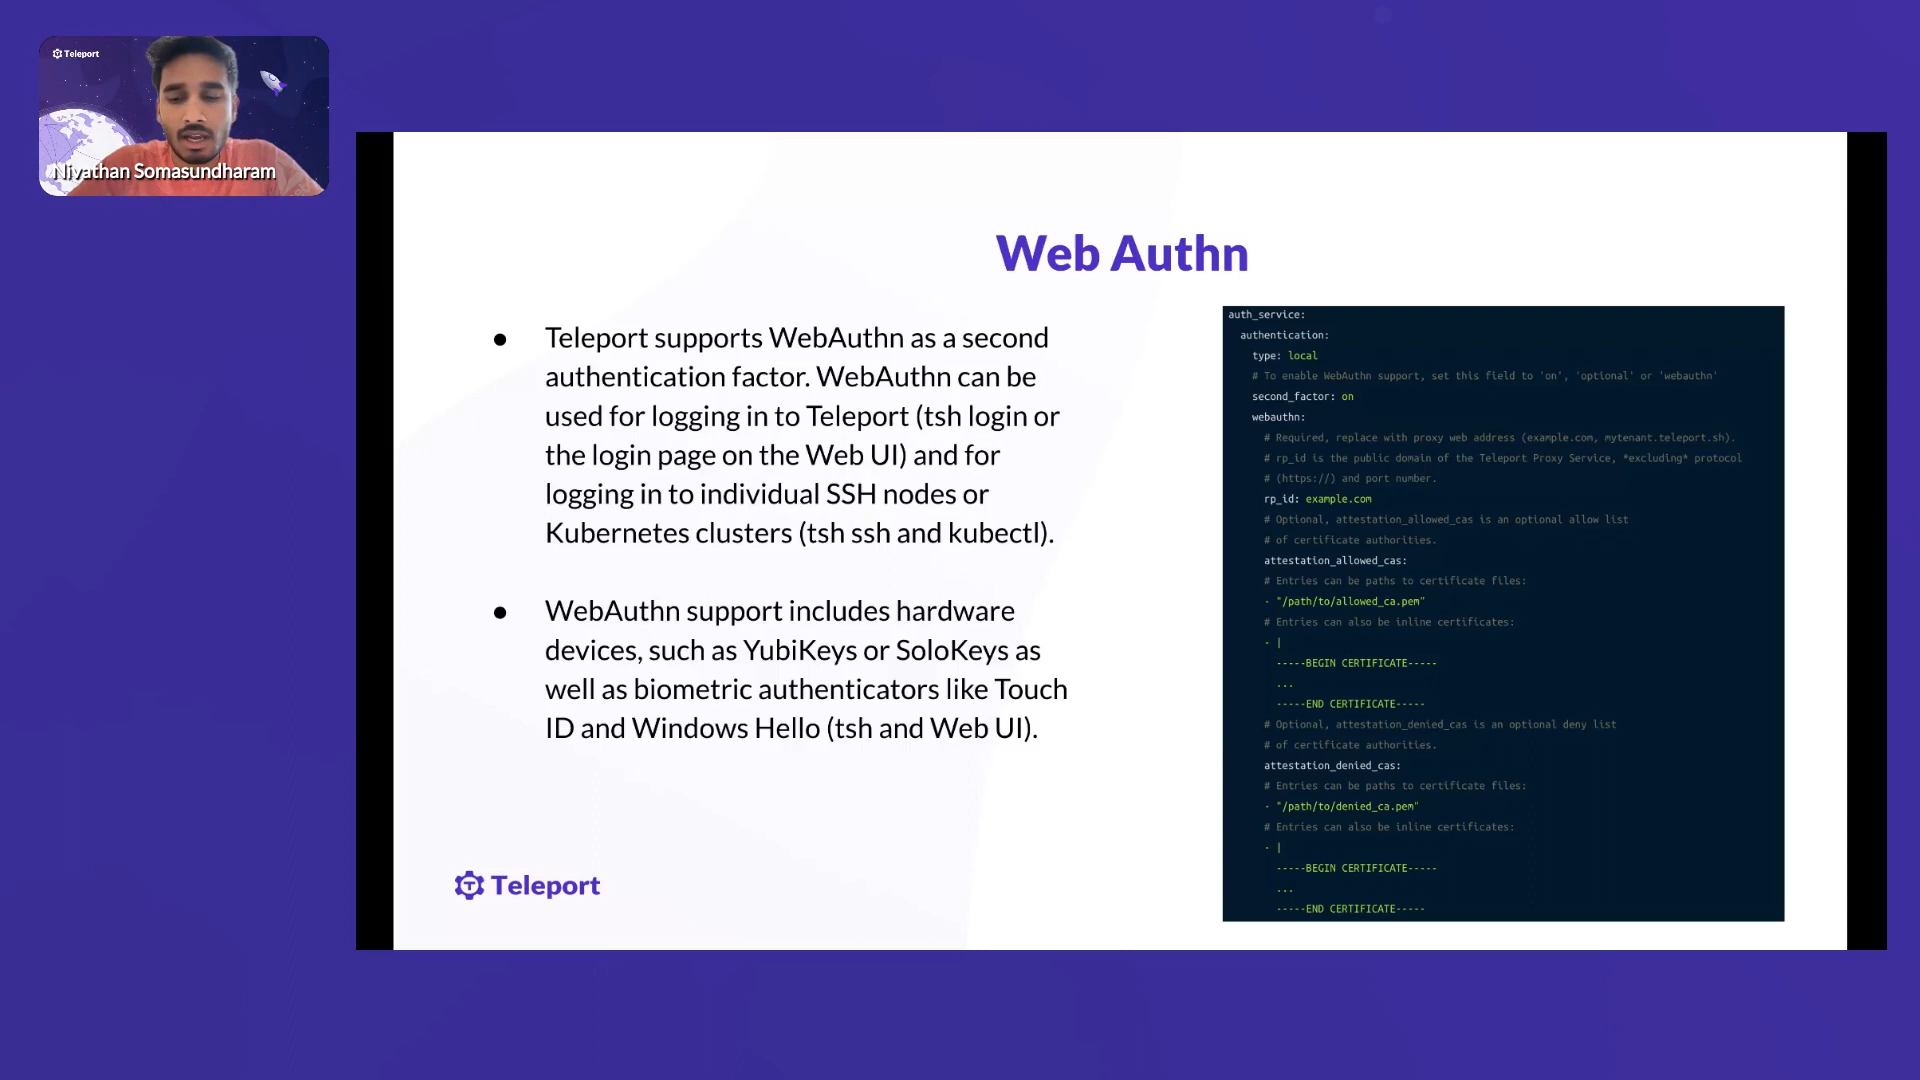 Teleport
Nivathan Somasundharam
Web Authn
● Teleport supports WebAuthn as a second
authentication factor. WebAuthn can be
used for logging in to Teleport (tsh login or
the login page on the Web UI) and for
logging in to individual SSH nodes or
Kubernetes clusters (tsh ssh and kubectl).
● WebAuthn support includes hardware
devices, such as YubiKeys or SoloKeys as
well as biometric authenticators like Touch
ID and Windows Hello (tsh and Web UI).
Teleport
auth_service:
authentication:
type: local
# To enable WebAuthn support, set this field to 'on', 'optional' or 'webauthn'
second_factor: on
webauthn:
# Required, replace with proxy web address (example.com, mytenant.teleport.sh).
# rp_id is the public domain of the Teleport Proxy Service, *excluding* protocol
# (https://) and port number.
rp_id: example.com
# Optional, attestation_allowed_cas is an optional allow list
# of certificate authorities.
attestation_allowed_cas:
# Entries can be paths to certificate files:
- "/path/to/allowed_ca.pem"
# Entries can also be inline certificates:
- |
-----BEGIN CERTIFICATE-----
...
-----END CERTIFICATE-----
# Optional, attestation_denied_cas is an optional deny list
# of certificate authorities.
attestation_denied_cas:
# Entries can be paths to certificate files:
- "/path/to/denied_ca.pem"
# Entries can also be inline certificates:
- |
-----BEGIN CERTIFICATE-----
...
-----END CERTIFICATE-----